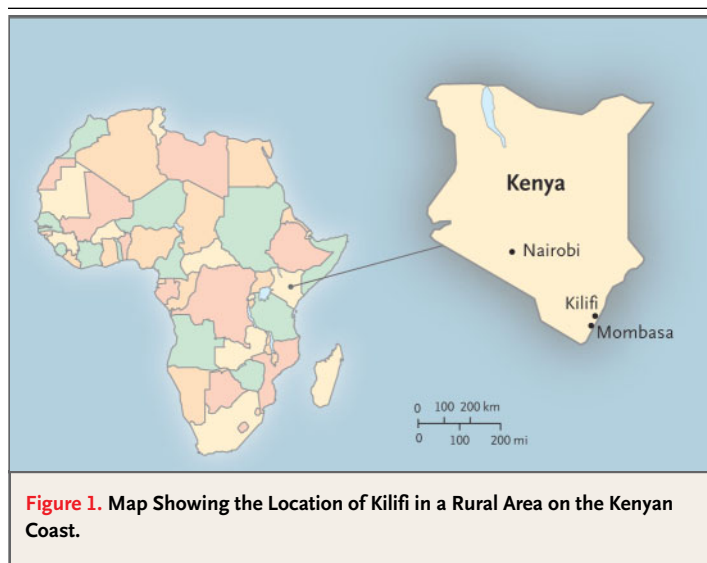 Kenya
Nairobi
Kilifi
Mombasa
0 100 200 km
0 100 200 mi
Figure 1. Map Showing the Location of Kilifi in a Rural Area on the Kenyan
Coast.